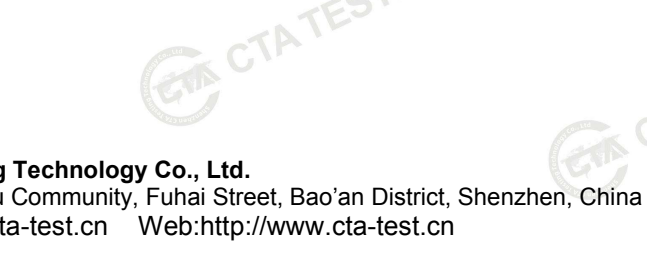 CTA TEST
g Technology Co., Ltd.
u Community, Fuhai Street, Bao’an District, Shenzhen, China
ta-test.cn Web:http://www.cta-test.cn